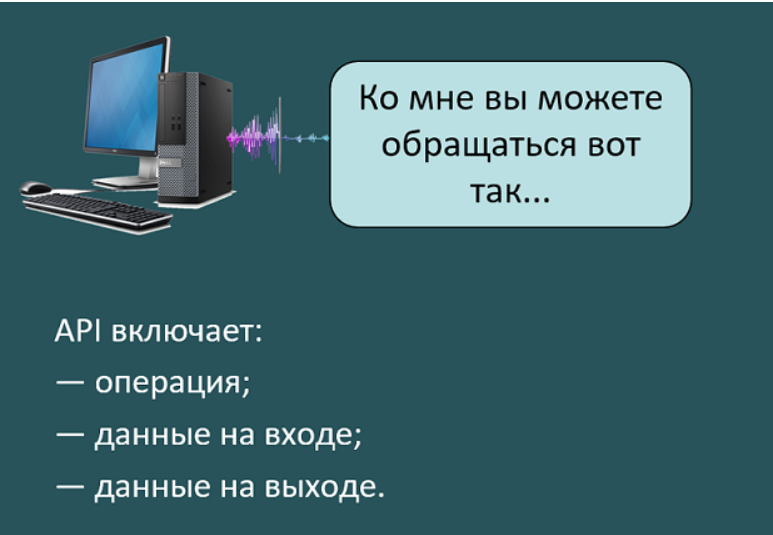 Ко мне вы можете
обращаться вот
так...
API включает:
— операция;
— данные на входе;
— данные на выходе.